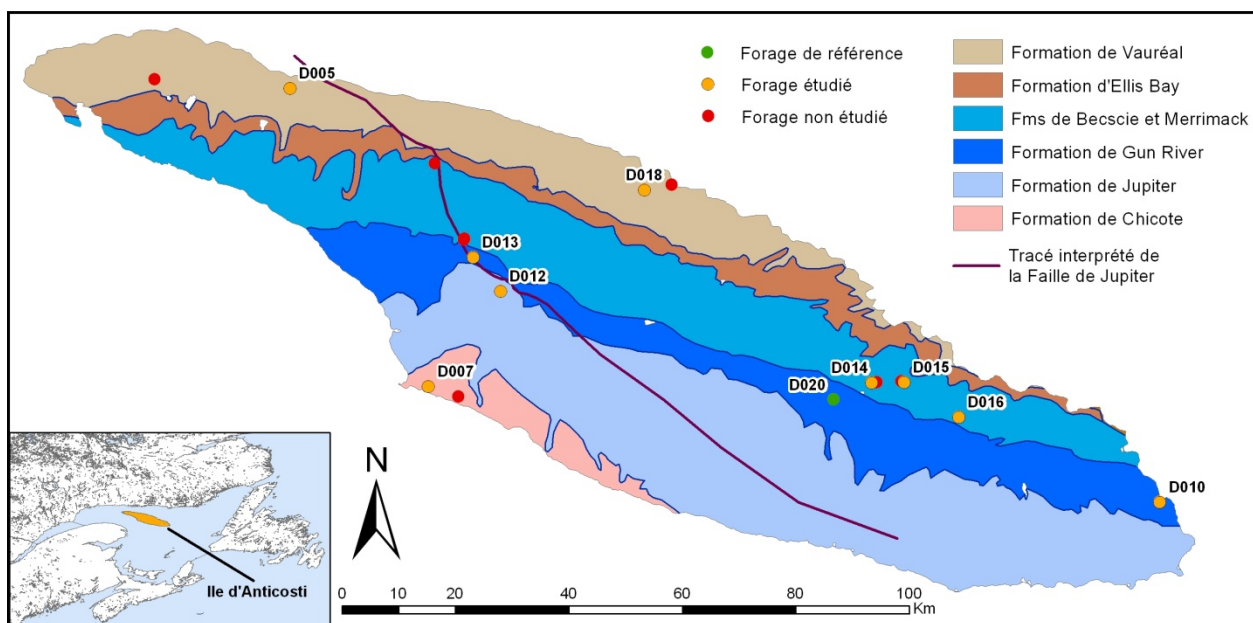 D005
D018
D013
D012
D007
D014
D015
D020
D016
D010
Forage de référence
Forage étudié
Forage non étudié
Formation de Vauréal
Formation d'Ellis Bay
Fms de Becscie et Merrimack
Formation de Gun River
Formation de Jupiter
Formation de Chicote
Tracé interprété de
la Faille de Jupiter
Ile d'Anticosti
N
0 10 20 40 60 80 100
Km